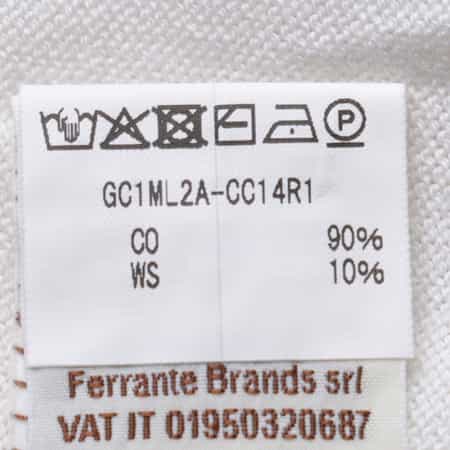 P
GC1ML2A-CC14R1
CO 90%
WS 10%
Ferrante Brands srl
VAT IT 01950320687